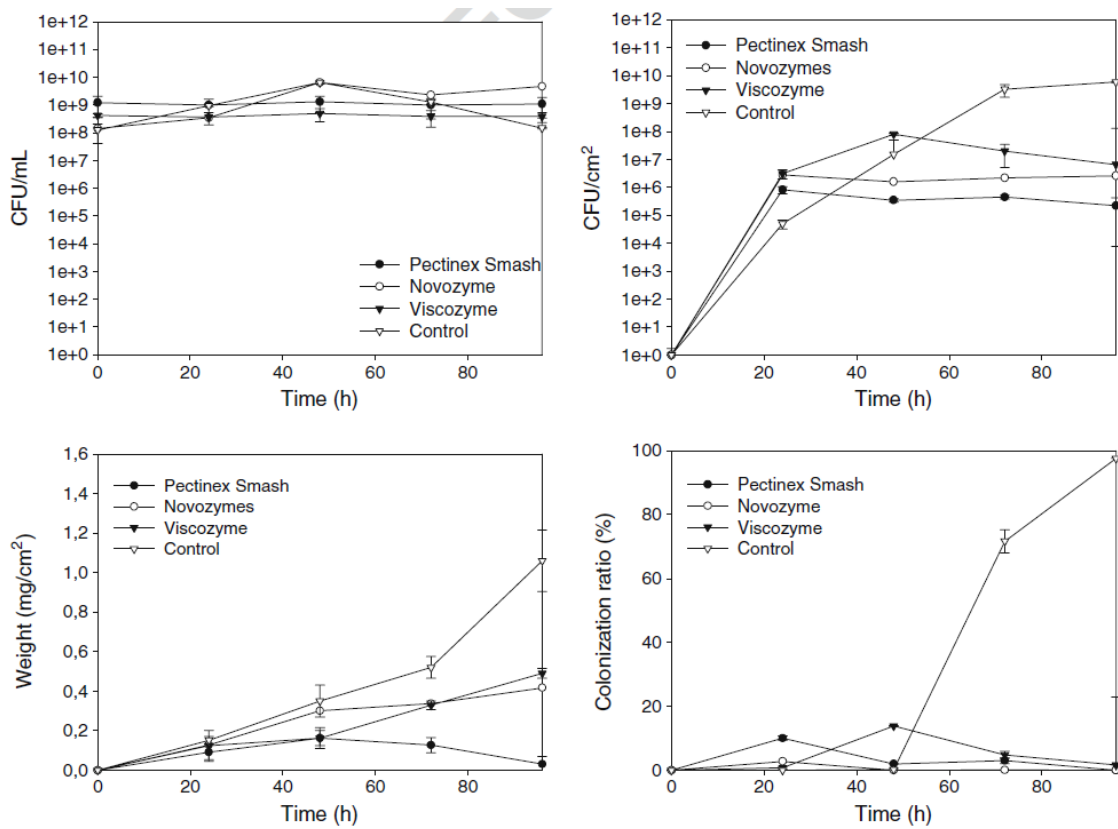 1e+12
1e+11
1e+10
1e+9
1e+8
1e+7
1e+6
1e+5
1e+4
1e+3
1e+2
1e+1
1e+0
CFU/mL
Pectinex Smash
Novozyme
Viscozyme
Control
0 20 40 60 80
Time (h)
1e+12
1e+11
1e+10
1e+9
1e+8
1e+7
1e+6
1e+5
1e+4
1e+3
1e+2
1e+1
1e+0
CFU/cm²
Pectinex Smash
Novozymes
Viscozyme
Control
0 20 40 60 80
Time (h)
1,6
1,4
1,2
1,0
0,8
0,6
0,4
0,2
0,0
Weight (mg/cm²)
Pectinex Smash
Novozymes
Viscozyme
Control
0 20 40 60 80
Time (h)
100
80
60
40
20
0
Colonization ratio (%)
Pectinex Smash
Novozyme
Viscozyme
Control
0 20 40 60 80
Time (h)